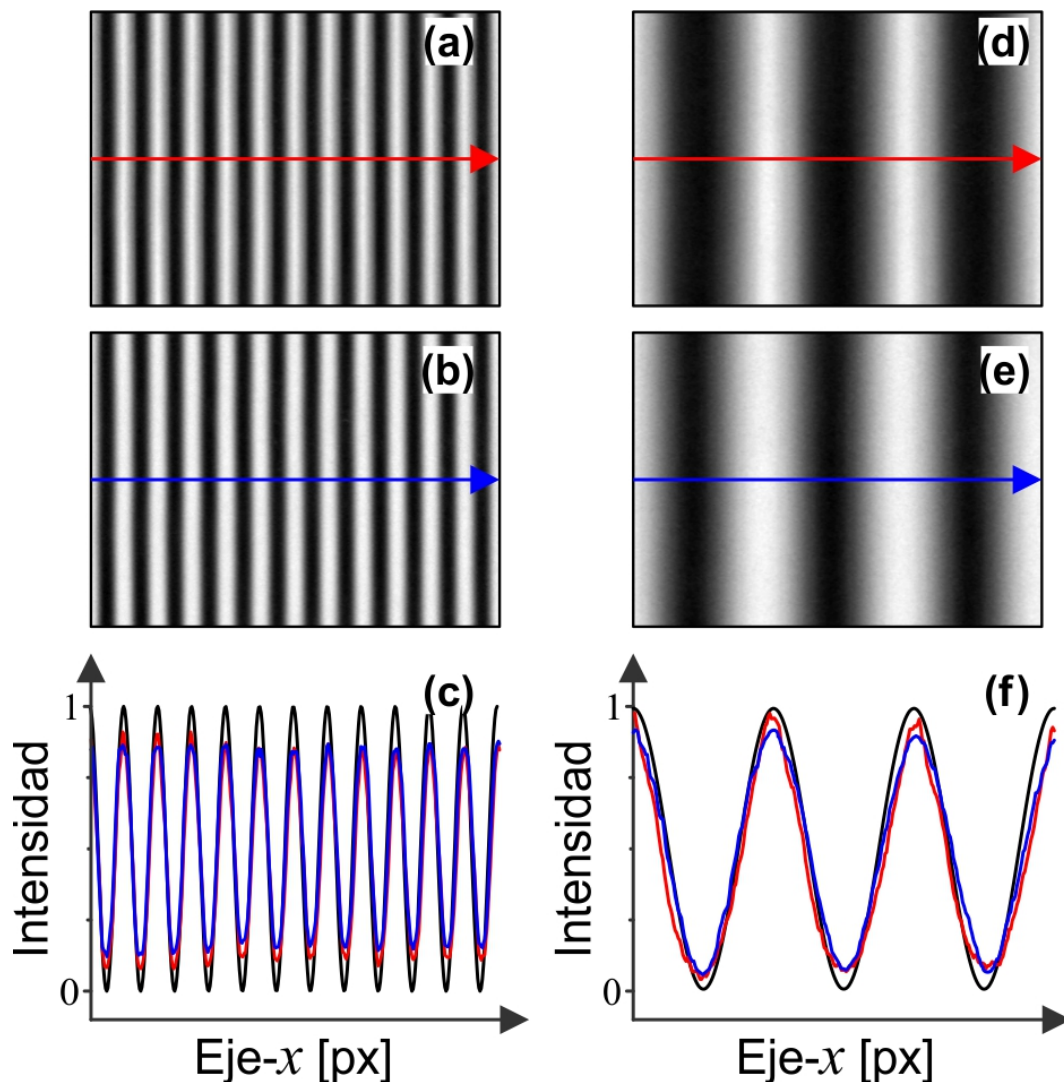 (a)
(d)
(b)
(e)
(c)
1
0
Intensidad
Eje-x [px]
(f)
1
0
Intensidad
Eje-x [px]